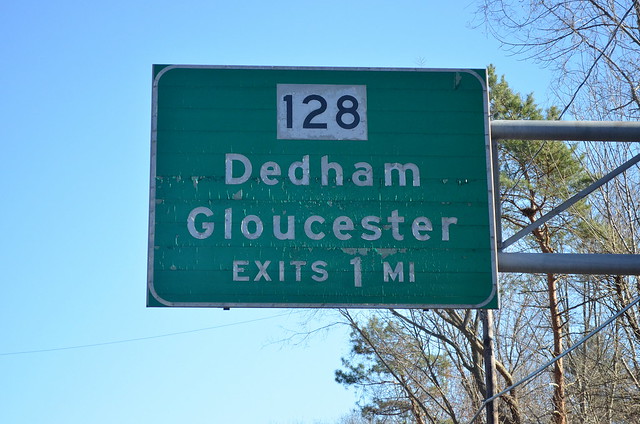 128
Dedham
Gloucester
EXITS 1 MI